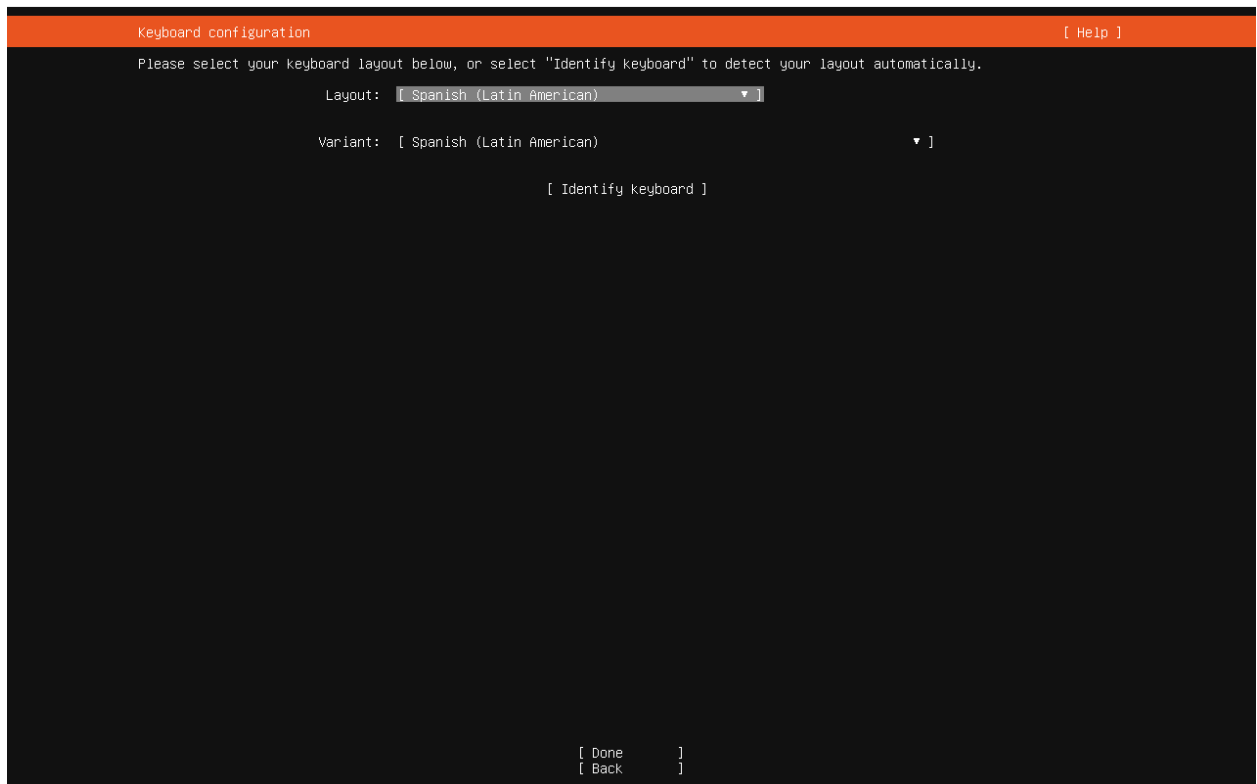 Keyboard configuration [ Help ]
Please select your keyboard layout below, or select "Identify keyboard" to detect your layout automatically.
Layout: [ Spanish (Latin American) ▾ ]
Variant: [ Spanish (Latin American) ▾ ]
[ Identify keyboard ]
[ Done ]
[ Back ]